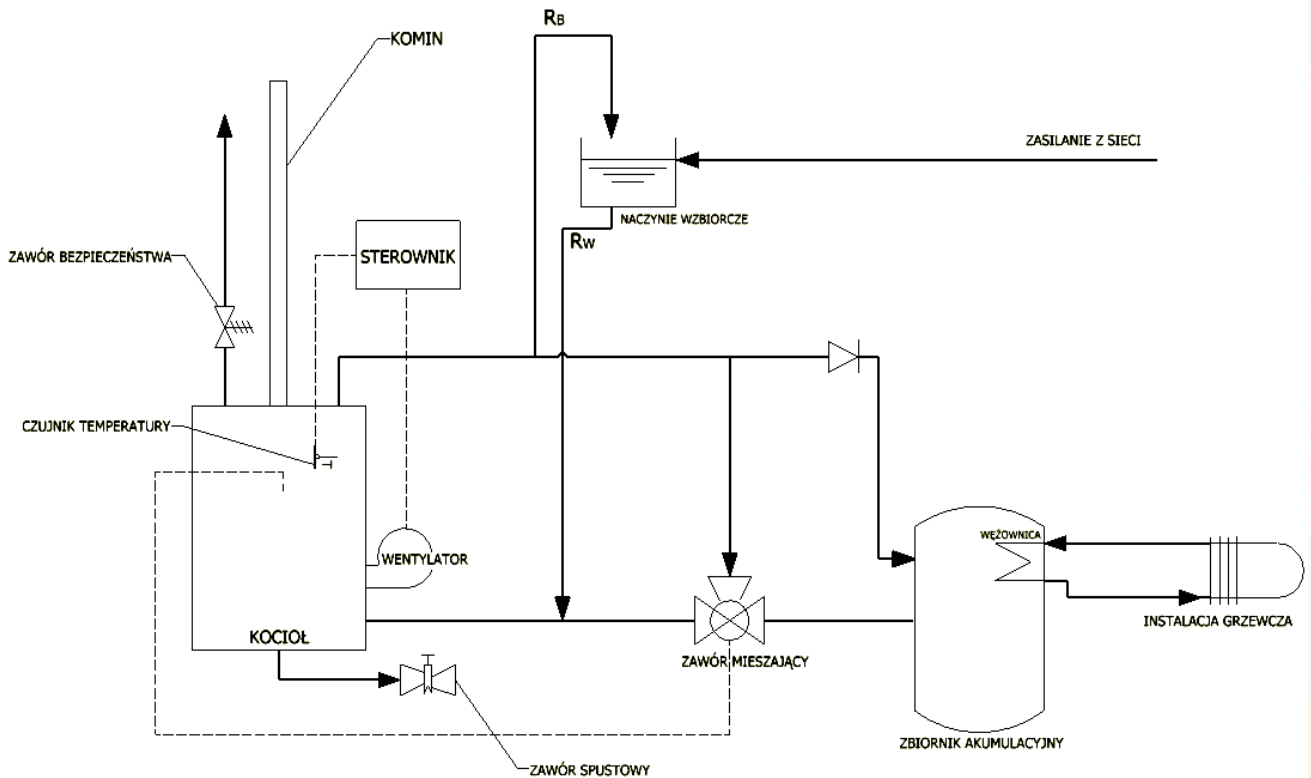 RB
KOMIN
ZASILANIE Z SIECI
NACZYNIE WZBIORCZE
RW
ZAWÓR BEZPIECZEŃSTWA
STEROWNIK
CZUJNIK TEMPERATURY
WĘŻOWNICA
WENTYLATOR
INSTALACJA GRZEWCZA
KOCIOŁ
ZAWÓR MIESZAJĄCY
ZBIORNIK AKUMULACYJNY
ZAWÓR SPUSTOWY